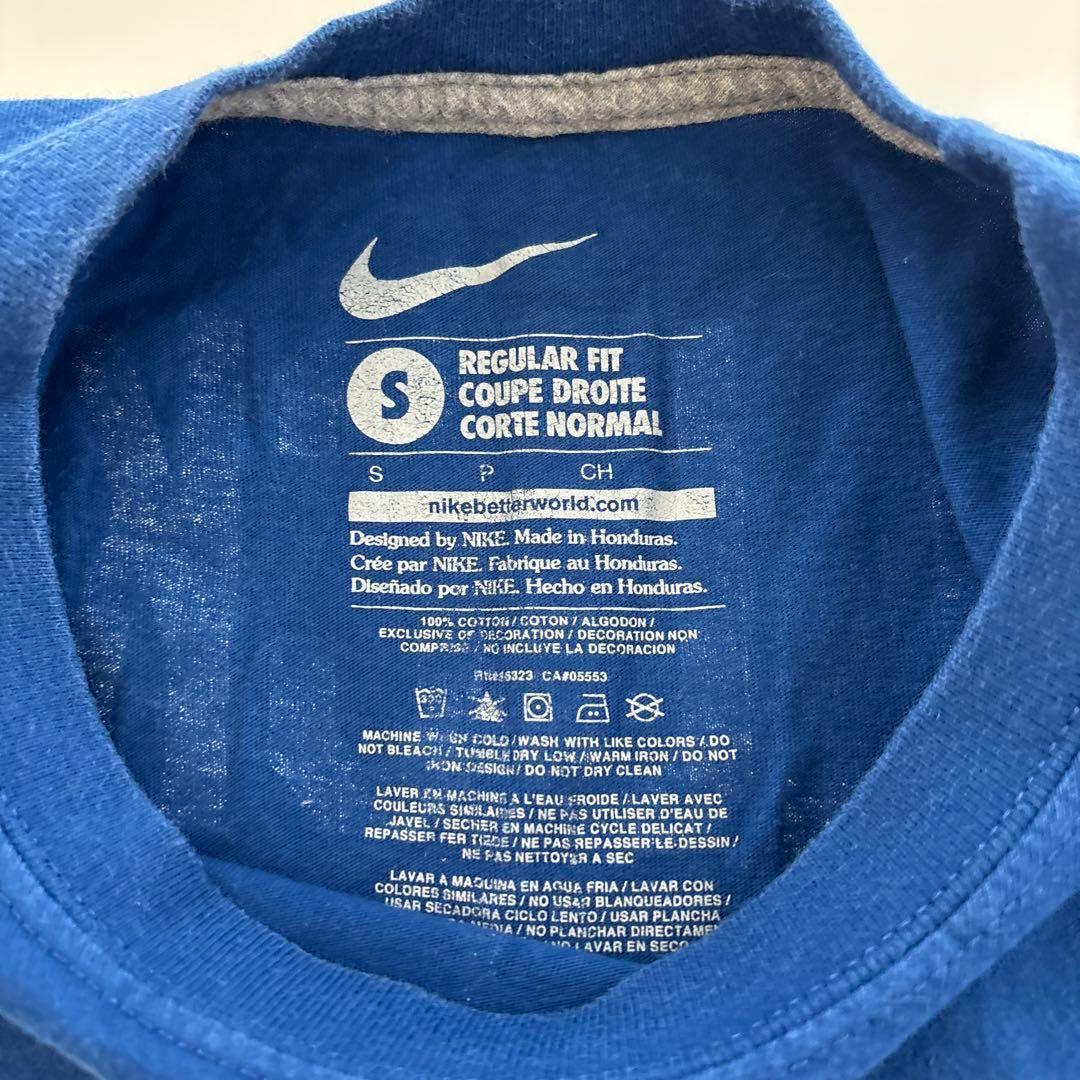 S
REGULAR FIT
COUPE DROITE
CORTE NORMAL
S P CH
nikebetterworld.com
Designed by NIKE. Made in Honduras.
Crée par NIKE. Fabrique au Honduras.
Diseñado por NIKE. Hecho en Honduras.
100% COTTON / COTON / ALGODON /
EXCLUSIVE OF DECORATION / DECORATION NON
COMPRISE / NO INCLUYE LA DECORACION
CA#05553
MACHINE WASH COLD / WASH WITH LIKE COLORS / DO
NOT BLEACH / TUMBLE DRY LOW / WARM IRON / DO NOT
IRON DESIGN / DO NOT DRY CLEAN
LAVER EN MACHINE A L'EAU FROIDE / LAVER AVEC
COULEURS SIMILAIRES / NE PAS UTILISER D'EAU DE
JAVEL / SECHER EN MACHINE CYCLE DELICAT /
REPASSER FER TIEDE / NE PAS REPASSER LE DESSIN /
NE PAS NETTOYER A SEC
LAVAR A MAQUINA EN AGUA FRIA / LAVAR CON
COLORES SIMILARES / NO USAR BLANQUEADORES /
USAR SECADORA CICLO LENTO / USAR PLANCHA
/ NO PLANCHAR
LAVAR EN SECO